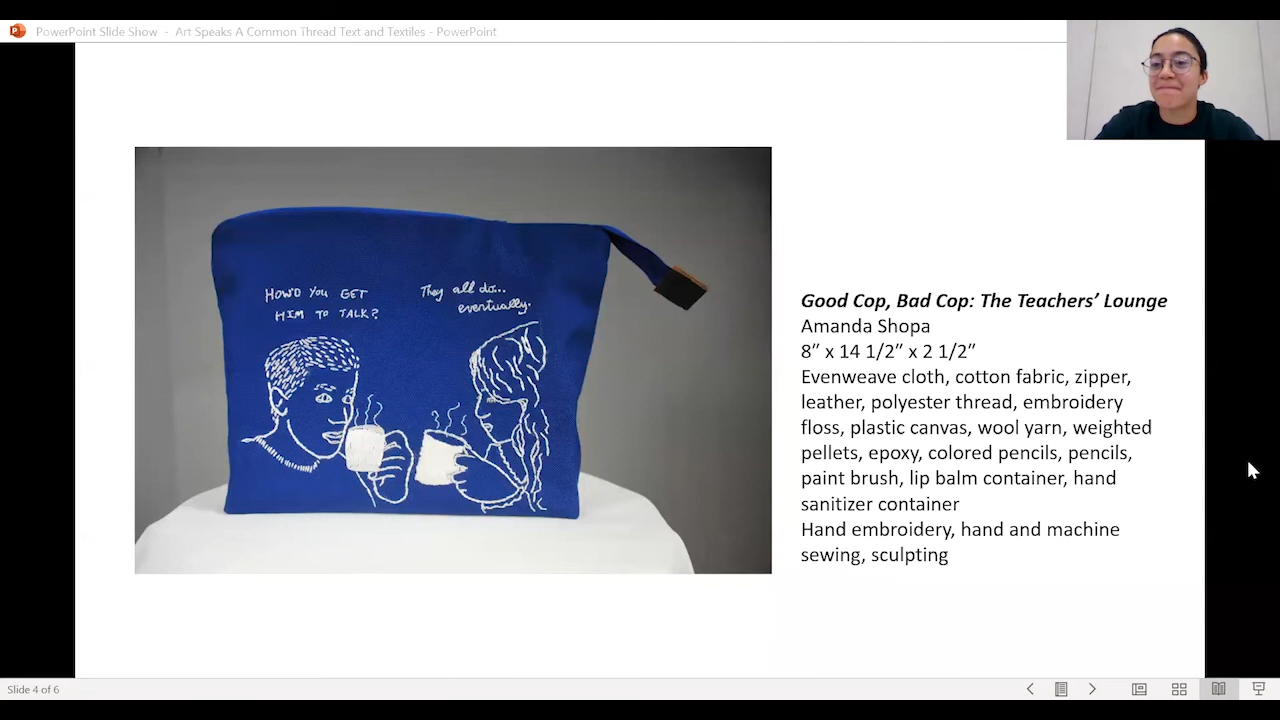 PowerPoint Slide Show - Art Speaks A Common Thread Text and Textiles - PowerPoint
HOW'D YOU GET
HIM TO TALK?
They all do...
eventually.
Good Cop, Bad Cop: The Teachers’ Lounge
Amanda Shopa
8” x 14 1/2” x 2 1/2”
Evenweave cloth, cotton fabric, zipper,
leather, polyester thread, embroidery
floss, plastic canvas, wool yarn, weighted
pellets, epoxy, colored pencils, pencils,
paint brush, lip balm container, hand
sanitizer container
Hand embroidery, hand and machine
sewing, sculpting
Slide 4 of 6